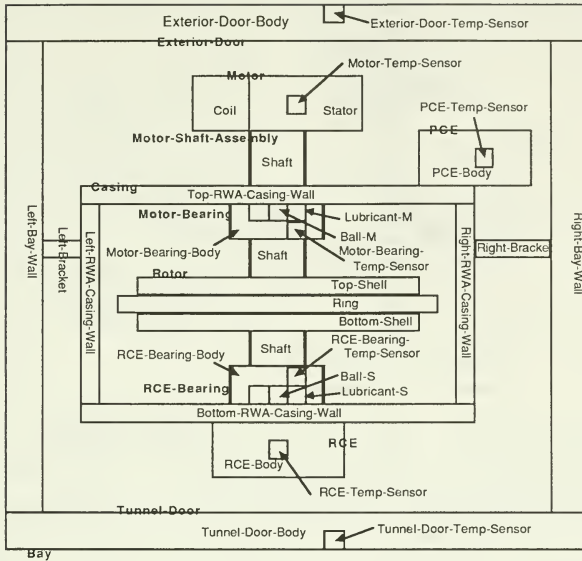 Exterior-Door-Body
Exterior-Door-Temp-Sensor
Exterior-Door
Motor
Motor-Temp-Sensor
Coil
Stator
PCE-Temp-Sensor
PCE
Motor-Shaft-Assembly
Shaft
PCE-Body
Casing
Top-RWA-Casing-Wall
Motor-Bearing
Lubricant-M
Ball-M
Motor-Bearing-Body
Shaft
Motor-Bearing-
Temp-Sensor
Left-Bay-Wall
Left-Bracket
Left-RWA-Casing-Wall
Right-RWA-Casing-Wall
Right-Bracket
Right-Bay-Wall
Rotor
Top-Shell
Ring
Bottom-Shell
Shaft
RCE-Bearing-
Temp-Sensor
RCE-Bearing-Body
Ball-S
RCE-Bearing
Lubricant-S
Bottom-RWA-Casing-Wall
RCE
RCE-Body
RCE-Temp-Sensor
Tunnel-Door
Tunnel-Door-Body
Tunnel-Door-Temp-Sensor
Bay